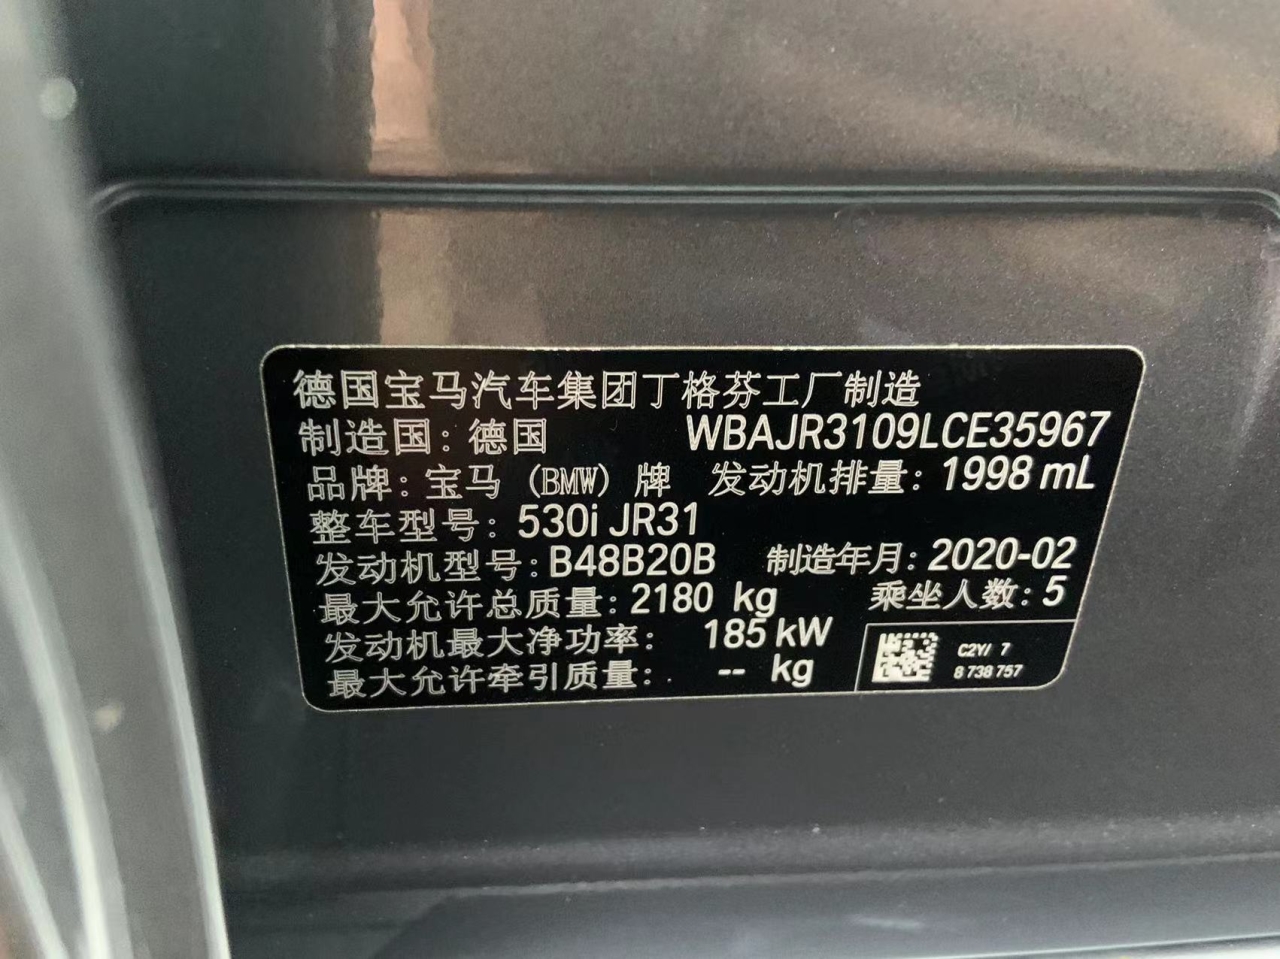 德国宝马汽车集团丁格芬工厂制造
制造国：德国 WBAJR3109LCE35967
品牌：宝马（BMW）牌 发动机排量：1998 mL
整车型号：530i JR31
发动机型号：B48B20B 制造年月：2020-02
最大允许总质量：2180 kg 乘坐人数：5
发动机最大净功率： 185 kW
最大允许牵引质量： -- kg
C2Y/ 7
8 738 757